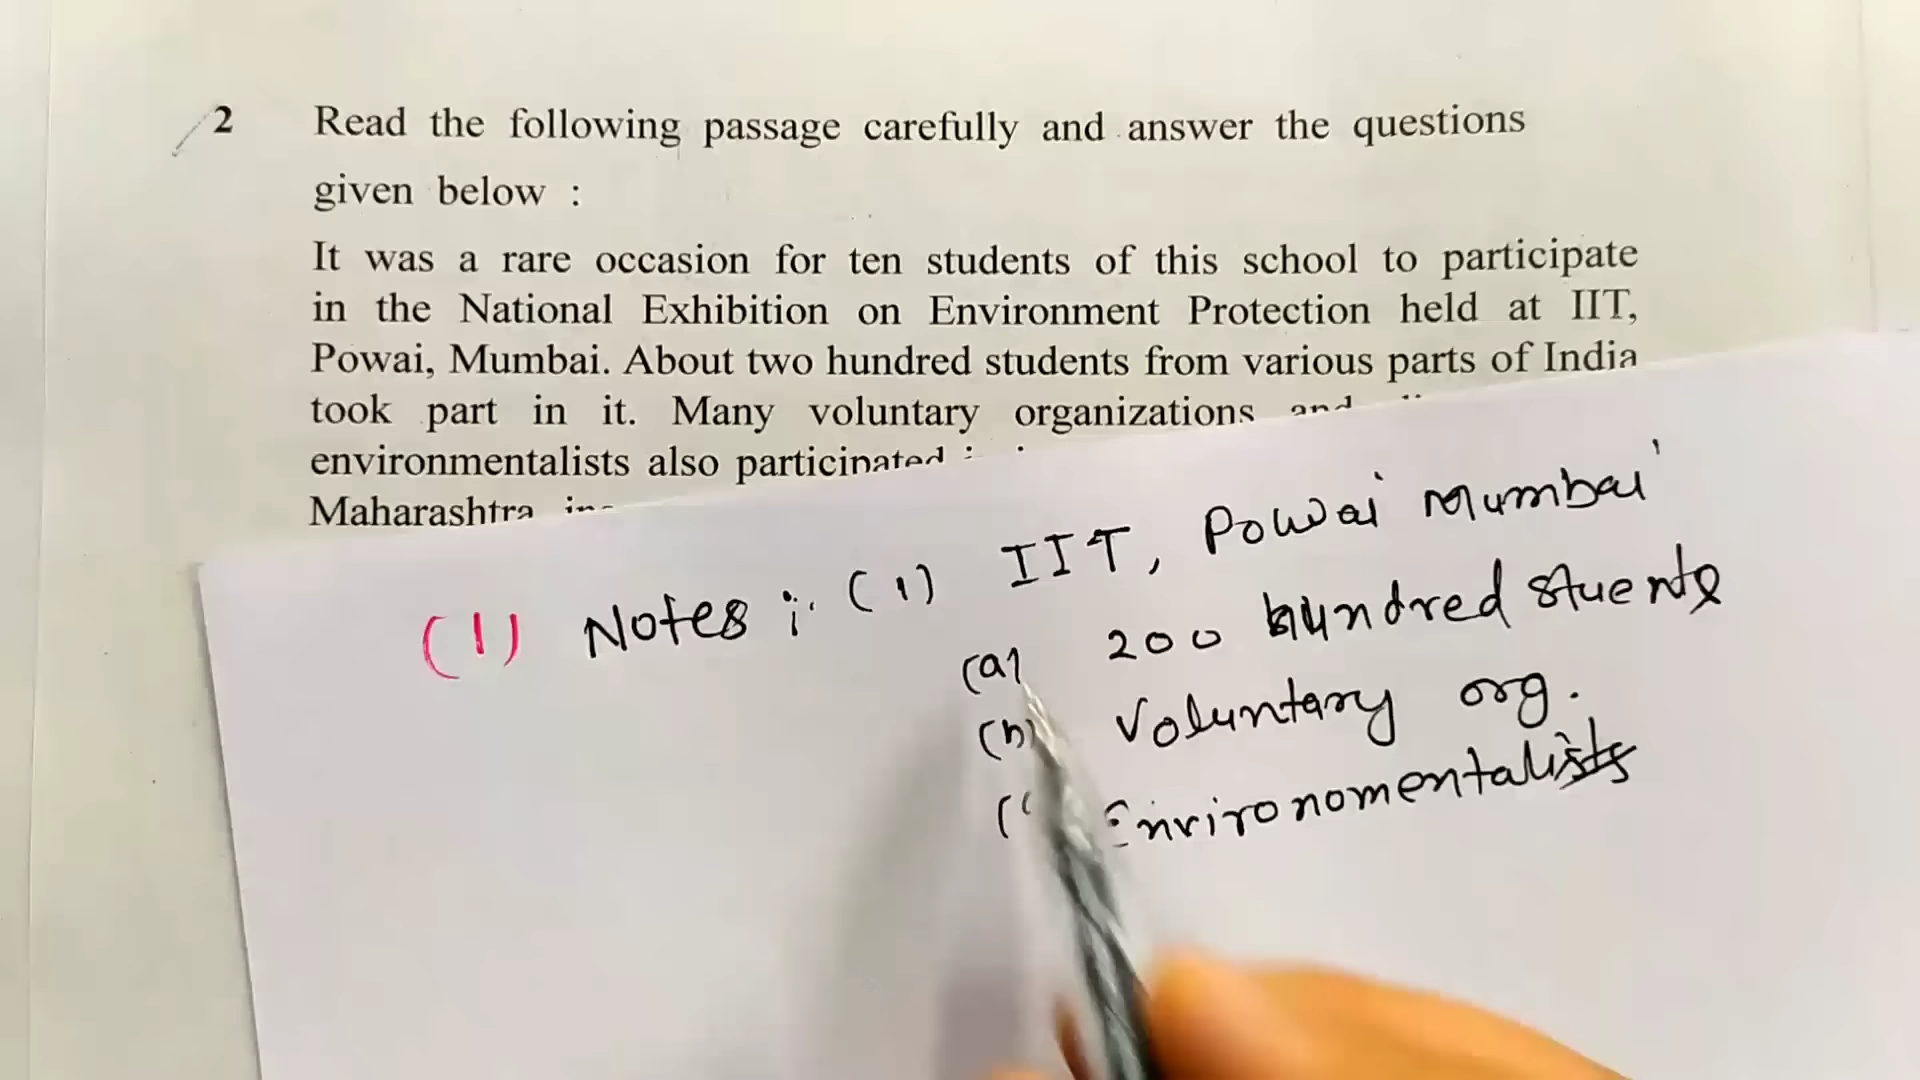 2 Read the following passage carefully and answer the questions
given below :
It was a rare occasion for ten students of this school to participate
in the National Exhibition on Environment Protection held at IIT,
Powai, Mumbai. About two hundred students from various parts of India
took part in it. Many voluntary organizations and
environmentalists also participated
Maharashtra
(1) Notes :- (1) IIT, Powai Mumbai
(a) 200 hundred stuents
(b) Voluntary org.
Environomentalists